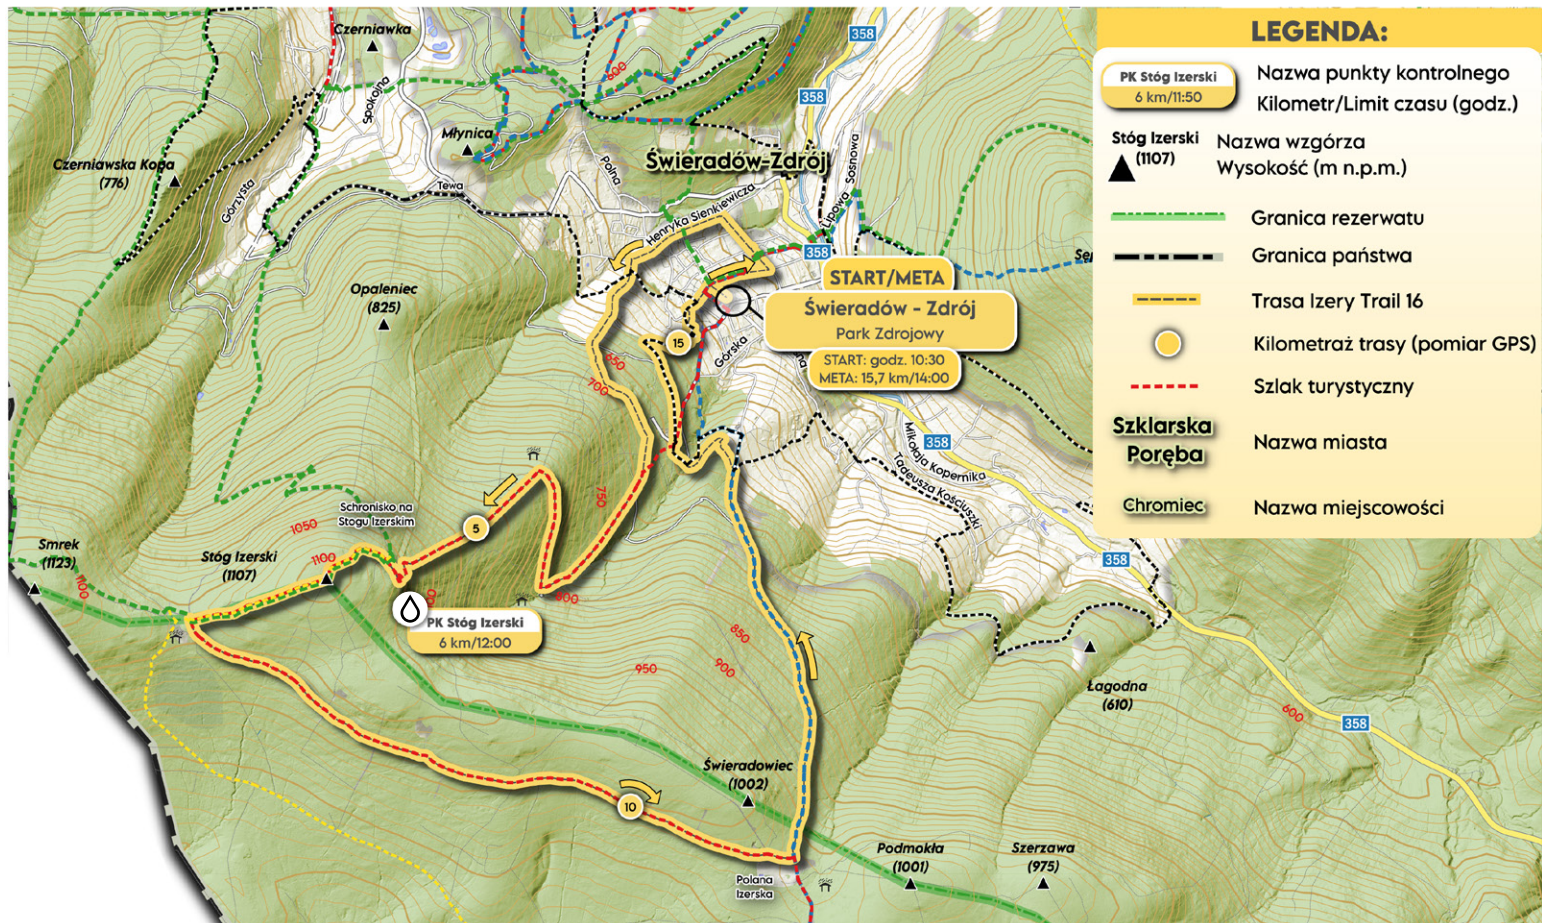 LEGENDA:
PK Stóg Izerski
6 km/11:50
Nazwa punkty kontrolnego
Kilometr/Limit czasu (godz.)
Stóg Izerski
(1107)
Nazwa wzgórza
Wysokość (m n.p.m.)
Granica rezerwatu
Granica państwa
Trasa Izery Trail 16
Kilometraż trasy (pomiar GPS)
Szlak turystyczny
Szklarska
Poręba
Nazwa miasta
Chromiec
Nazwa miejscowości
Czerniawka
358
600
Spokojna
358
Młynica
Czerniawska Kopa
(776)
Górzysta
Tewa
Polna
Świeradów-Zdrój
Sosnowa
Lipowa
Henryka Sienkiewicza
358
START/META
Świeradów - Zdrój
Park Zdrojowy
START: godz. 10:30
META: 15,7 km/14:00
Opaleniec
(825)
15
Górska
650
700
358
Mikołaja Kopernika
Tadeusza Kościuszki
750
Schronisko na
Stogu Izerskim
5
1050
1100
Smrek
(1123)
1100
Stóg Izerski
(1107)
PK Stóg Izerski
6 km/12:00
800
850
900
950
358
Łagodna
(610)
600
358
Świeradowiec
(1002)
10
Podmokła
(1001)
Szerzawa
(975)
Polana
Izerska